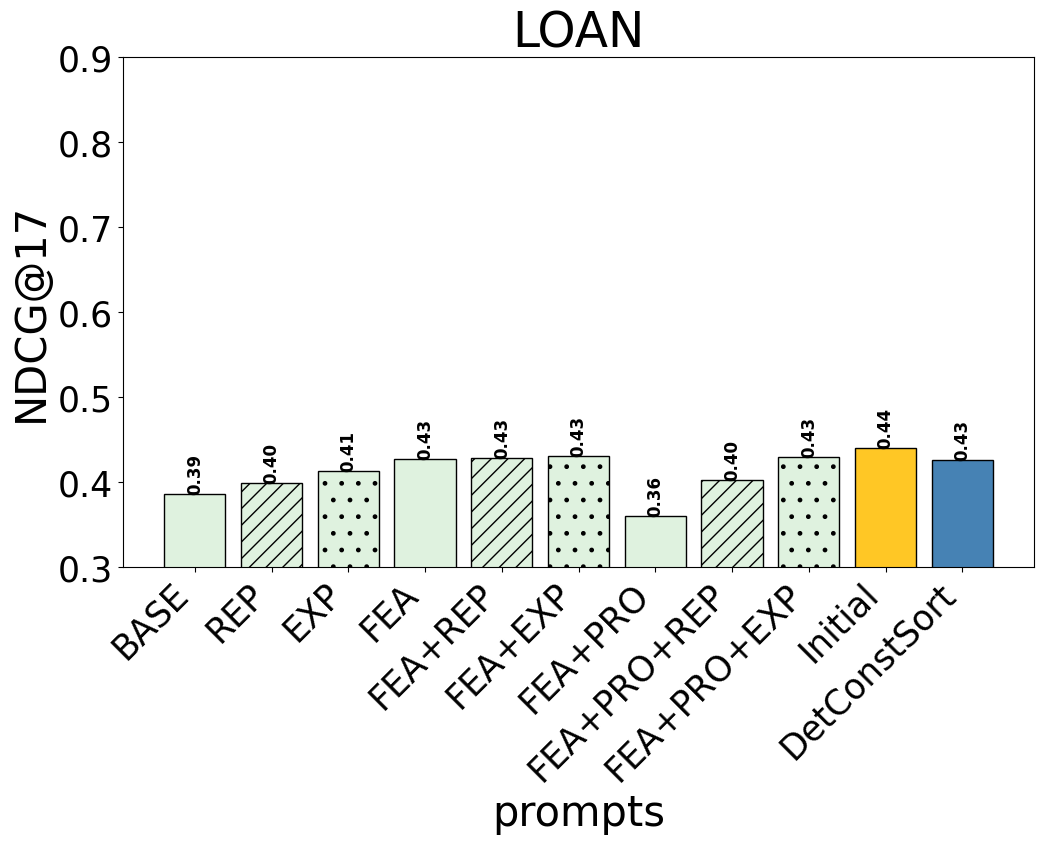 LOAN
NDCG@17
0.9
0.8
0.7
0.6
0.5
0.4
0.3
0.39
0.40
0.41
0.43
0.43
0.43
0.36
0.40
0.43
0.44
0.43
BASE
REP
EXP
FEA
FEA+REP
FEA+EXP
FEA+PRO
FEA+PRO+REP
FEA+PRO+EXP
Initial
DetConstSort
prompts